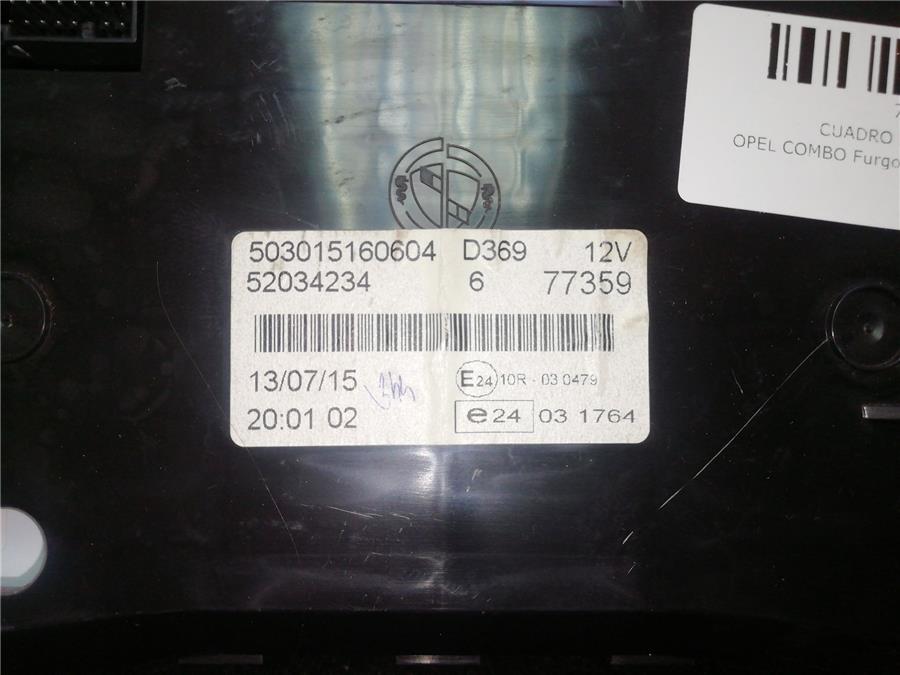 CUADRO
OPEL COMBO Furgo
503015160604 D369 12V
52034234 6 77359
13/07/15
E24 10R - 03 0479
20:01 02
e24 03 1764